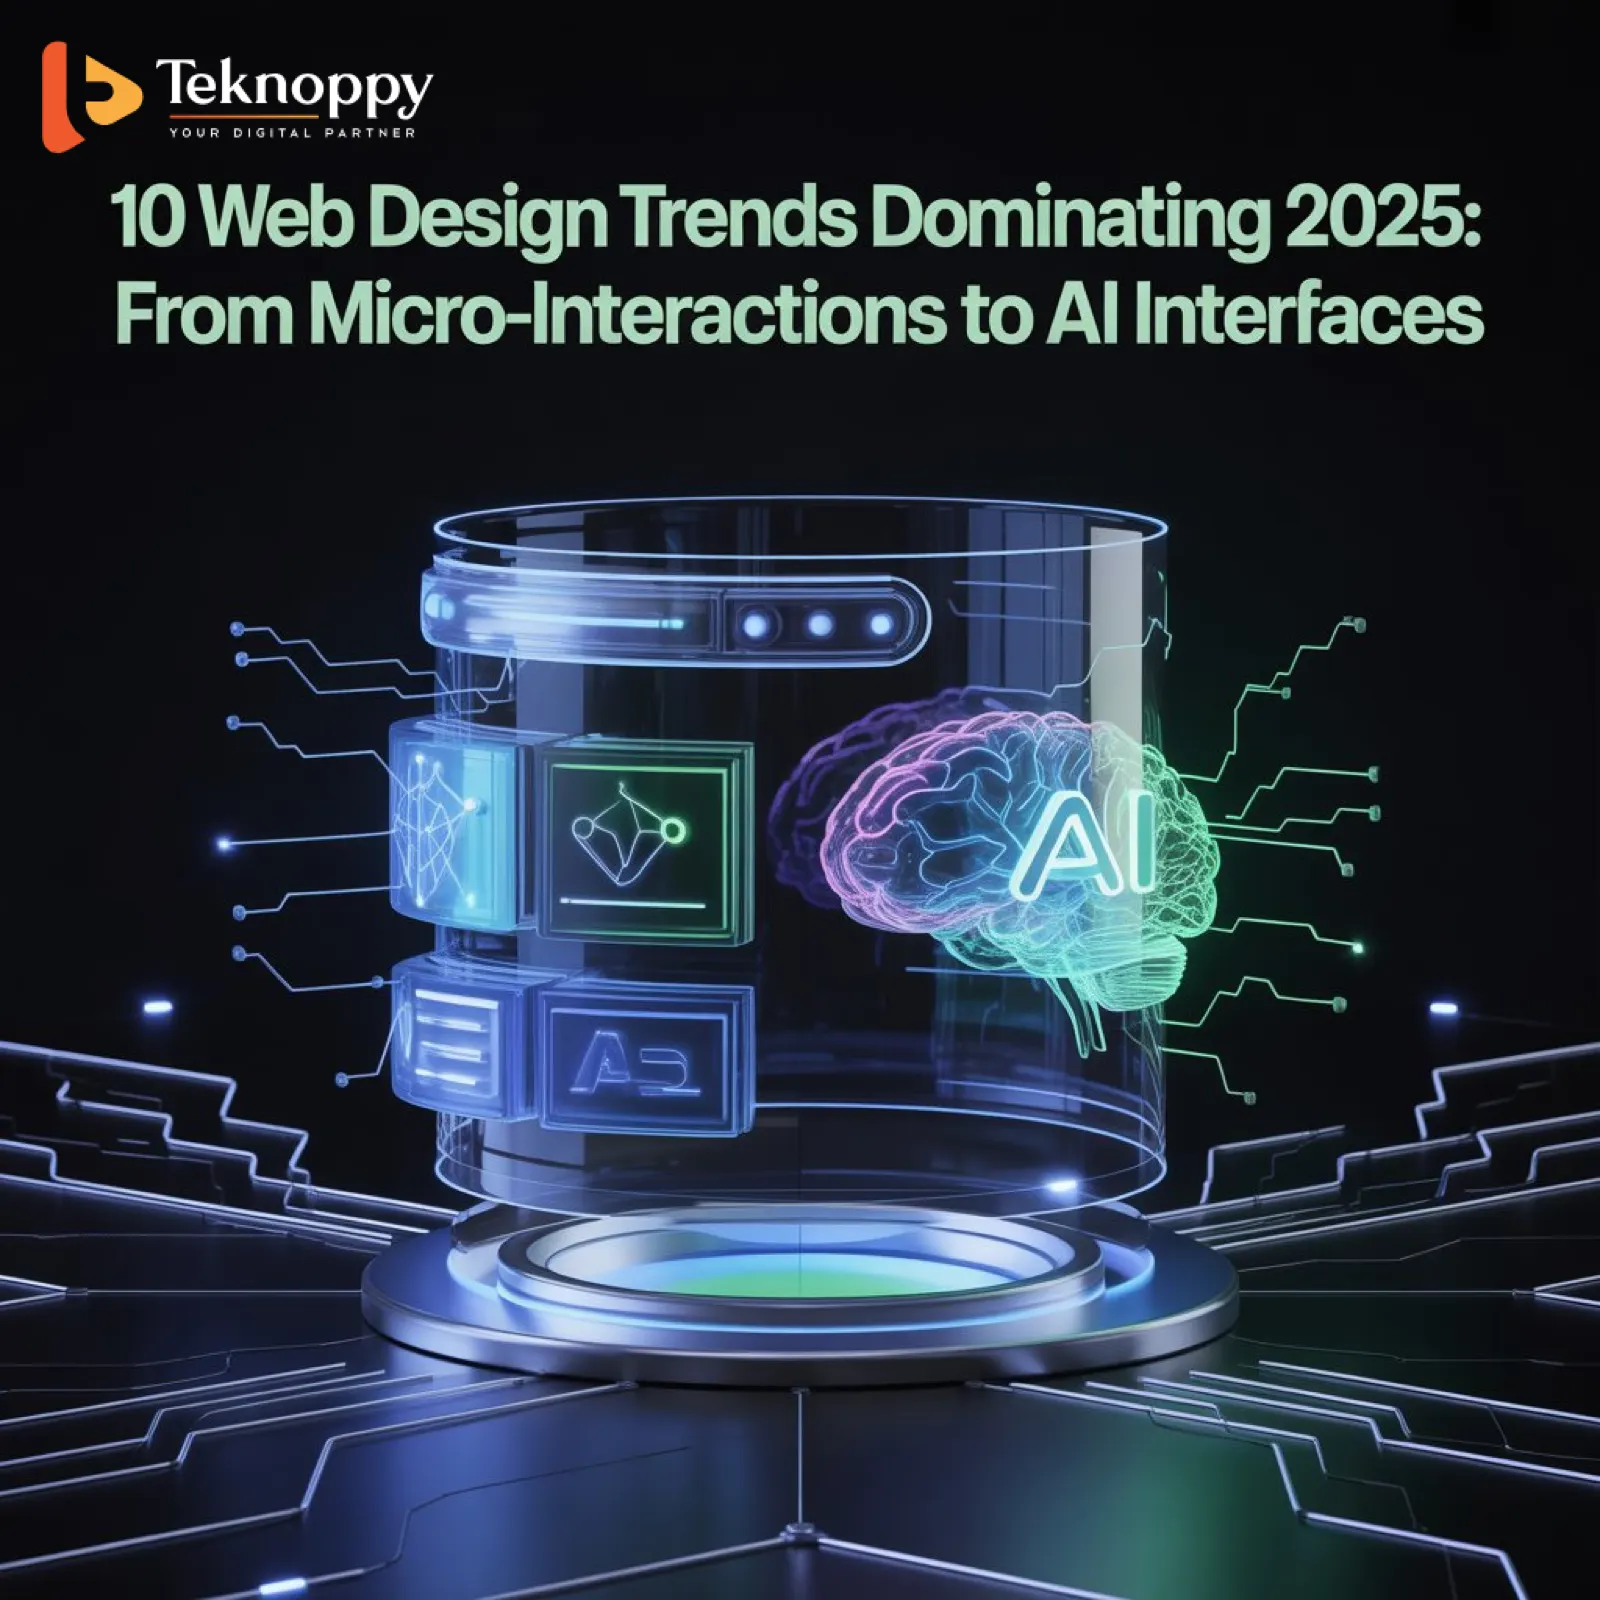 Teknoppy
YOUR DIGITAL PARTNER
10 Web Design Trends Dominating 2025:
From Micro-Interactions to AI Interfaces
AI